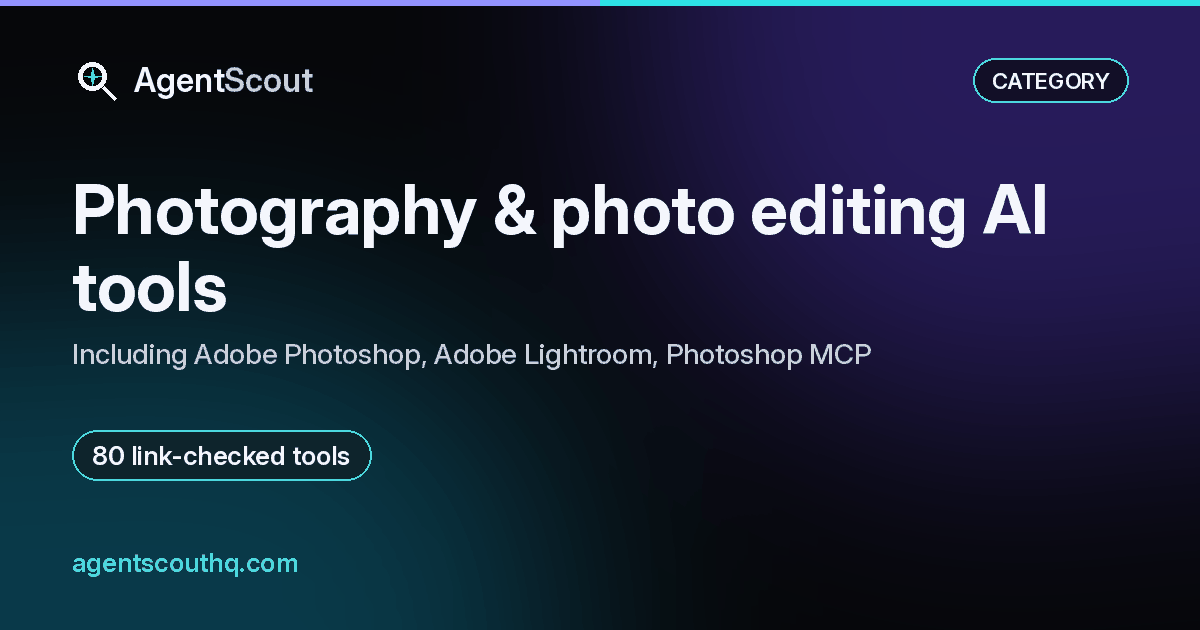 AgentScout
CATEGORY
Photography & photo editing AI
tools
Including Adobe Photoshop, Adobe Lightroom, Photoshop MCP
80 link-checked tools
agentscouthq.com